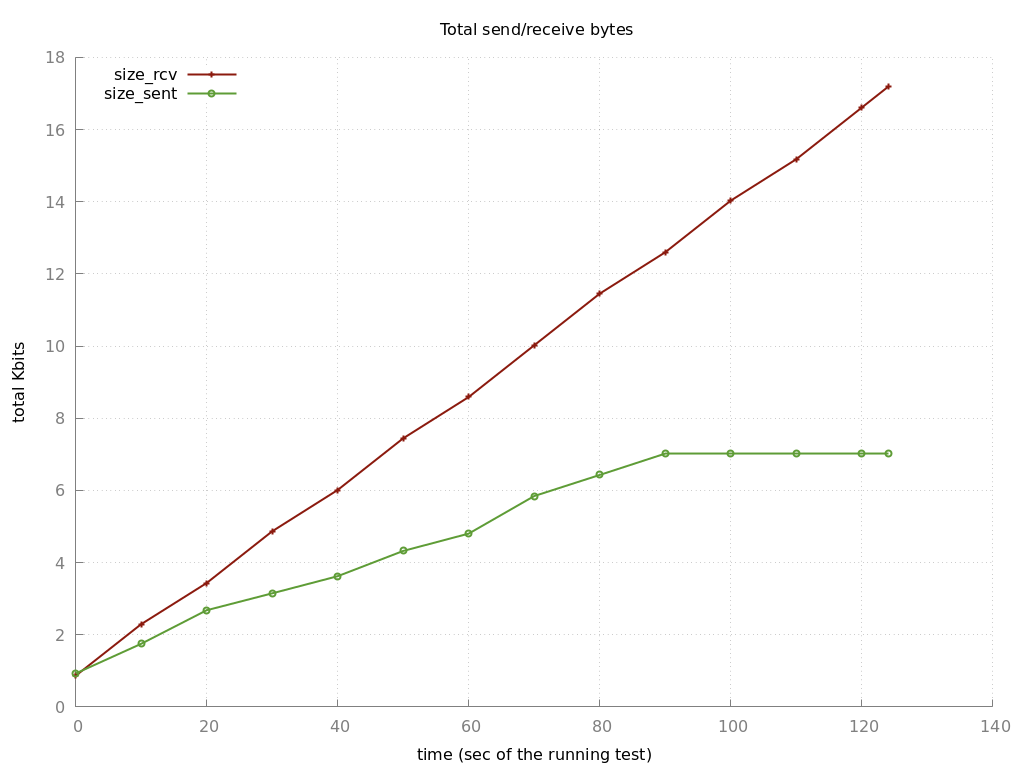 Total send/receive bytes
size_rcv
size_sent
18
16
14
12
10
8
6
4
2
0
total Kbits
0 20 40 60 80 100 120 140
time (sec of the running test)